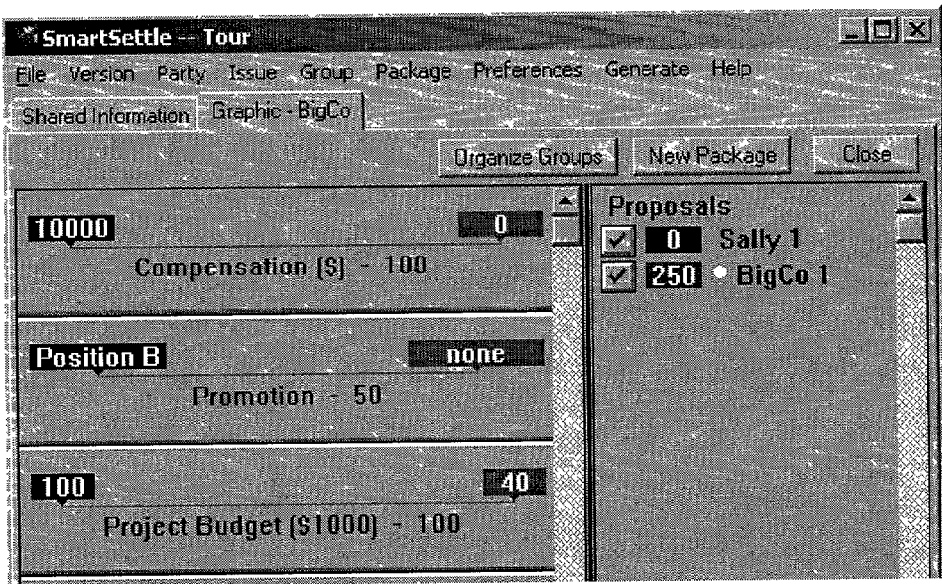 SmartSettle -- Tour
File Version Party Issue Group Package Preferences Generate Help
Shared Information Graphic - BigCo
Organize Groups New Package Close
10000 0
Compensation ($) - 100
Position B none
Promotion - 50
100 40
Project Budget ($1000) - 100
Proposals
0 Sally 1
250 BigCo 1